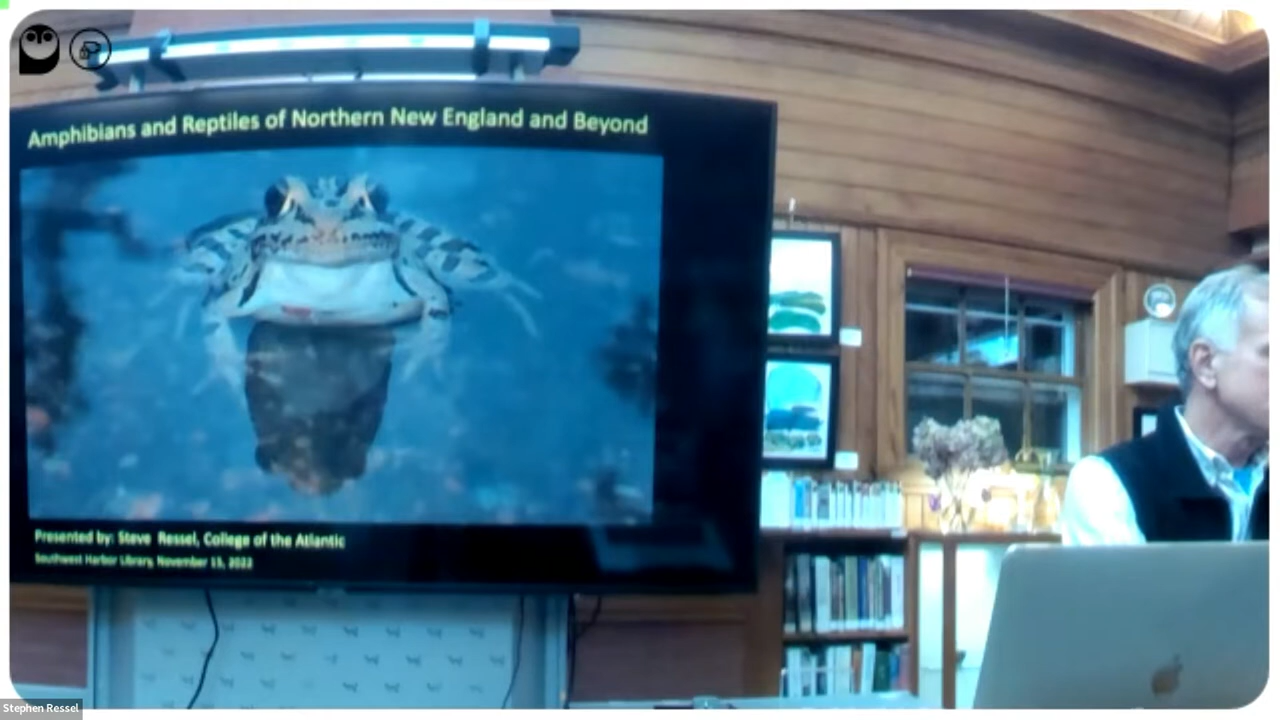 Amphibians and Reptiles of Northern New England and Beyond
Presented by: Steve Ressel, College of the Atlantic
Southwest Harbor Library, November 15, 2022
Stephen Ressel